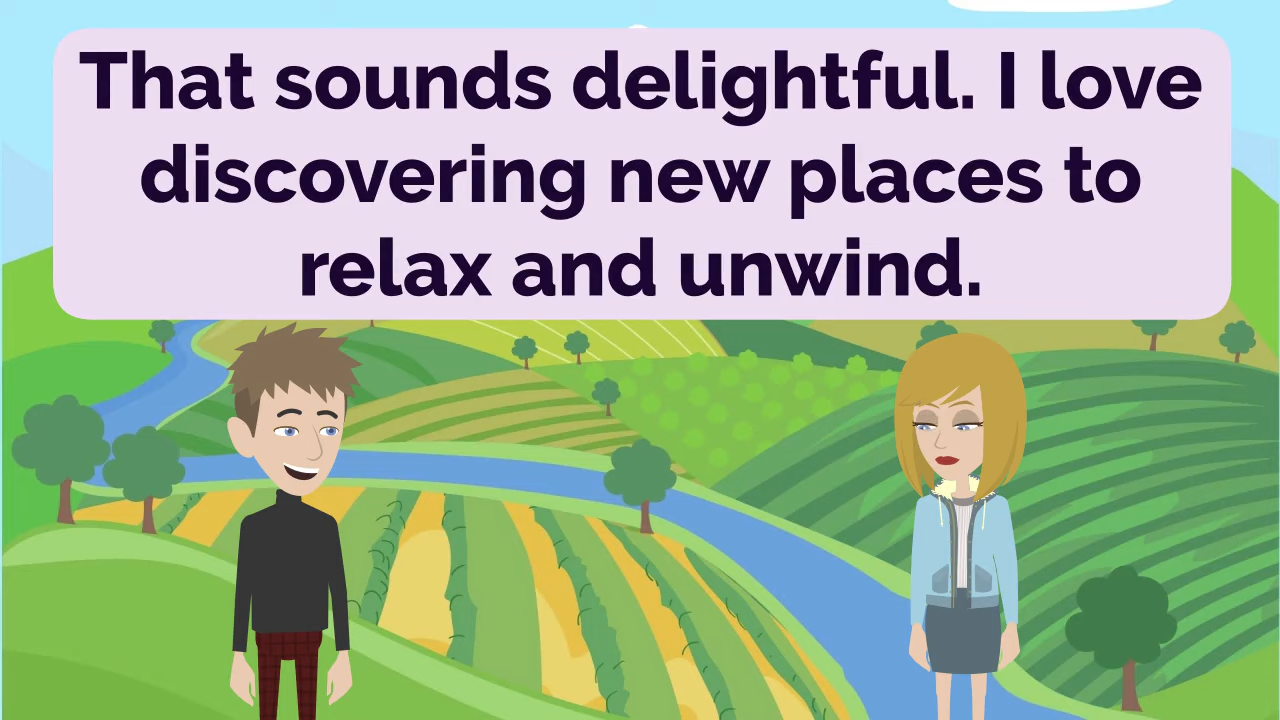 That sounds delightful. I love
discovering new places to
relax and unwind.